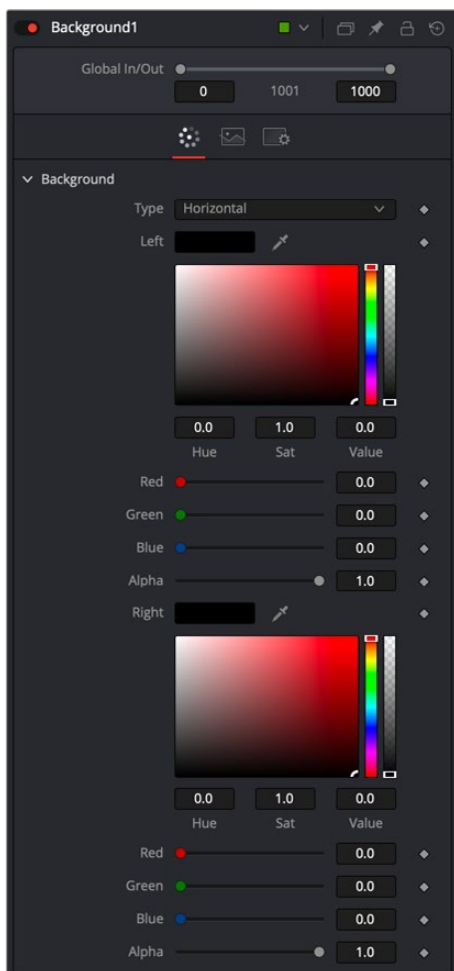 Background1
Global In/Out
0 1001 1000
Background
Type Horizontal
Left
0.0 1.0 0.0
Hue Sat Value
Red 0.0
Green 0.0
Blue 0.0
Alpha 1.0
Right
0.0 1.0 0.0
Hue Sat Value
Red 0.0
Green 0.0
Blue 0.0
Alpha 1.0